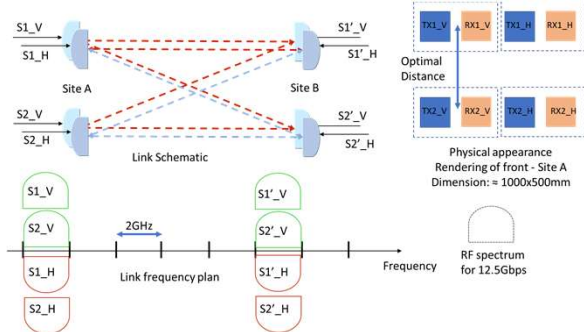 S1_V
S1_H
Site A
S2_V
S2_H
S1’_V
S1’_H
Site B
S2’_V
S2’_H
Link Schematic
TX1_V
RX1_V
TX1_H
RX1_H
Optimal
Distance
TX2_V
RX2_V
TX2_H
RX2_H
Physical appearance
Rendering of front - Site A
Dimension: ≈ 1000x500mm
S1_V
S2_V
S1_H
S2_H
2GHz
Link frequency plan
S1’_V
S2’_V
S1’_H
S2’_H
Frequency
RF spectrum
for 12.5Gbps